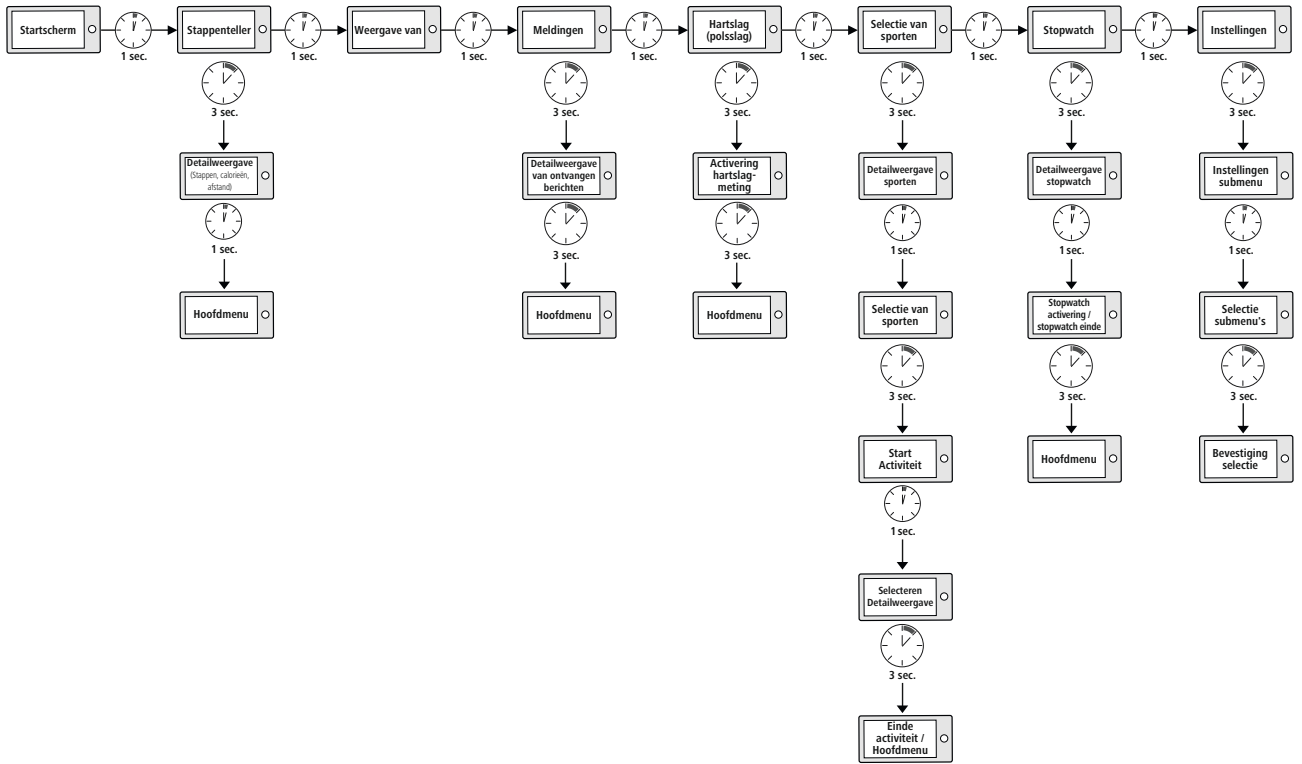 Startscherm
Stappenteller
Weergave van
Meldingen
Hartslag
(polsslag)
Selectie van
sporten
Stopwatch
Instellingen
1 sec.
1 sec.
1 sec.
1 sec.
1 sec.
1 sec.
1 sec.
3 sec.
3 sec.
3 sec.
3 sec.
3 sec.
3 sec.
Detailweergave
(Stappen, calorieën,
afstand)
Detailweergave
van ontvangen
berichten
Activering
hartslag-
meting
Detailweergave
sporten
Detailweergave
stopwatch
Instellingen
submenu
1 sec.
3 sec.
3 sec.
1 sec.
1 sec.
1 sec.
Hoofdmenu
Hoofdmenu
Hoofdmenu
Selectie van
sporten
Stopwatch
activering /
stopwatch einde
Selectie
submenu's
3 sec.
3 sec.
3 sec.
Start
Activiteit
Hoofdmenu
Bevestiging
selectie
1 sec.
Selecteren
Detailweergave
3 sec.
Einde
activiteit /
Hoofdmenu